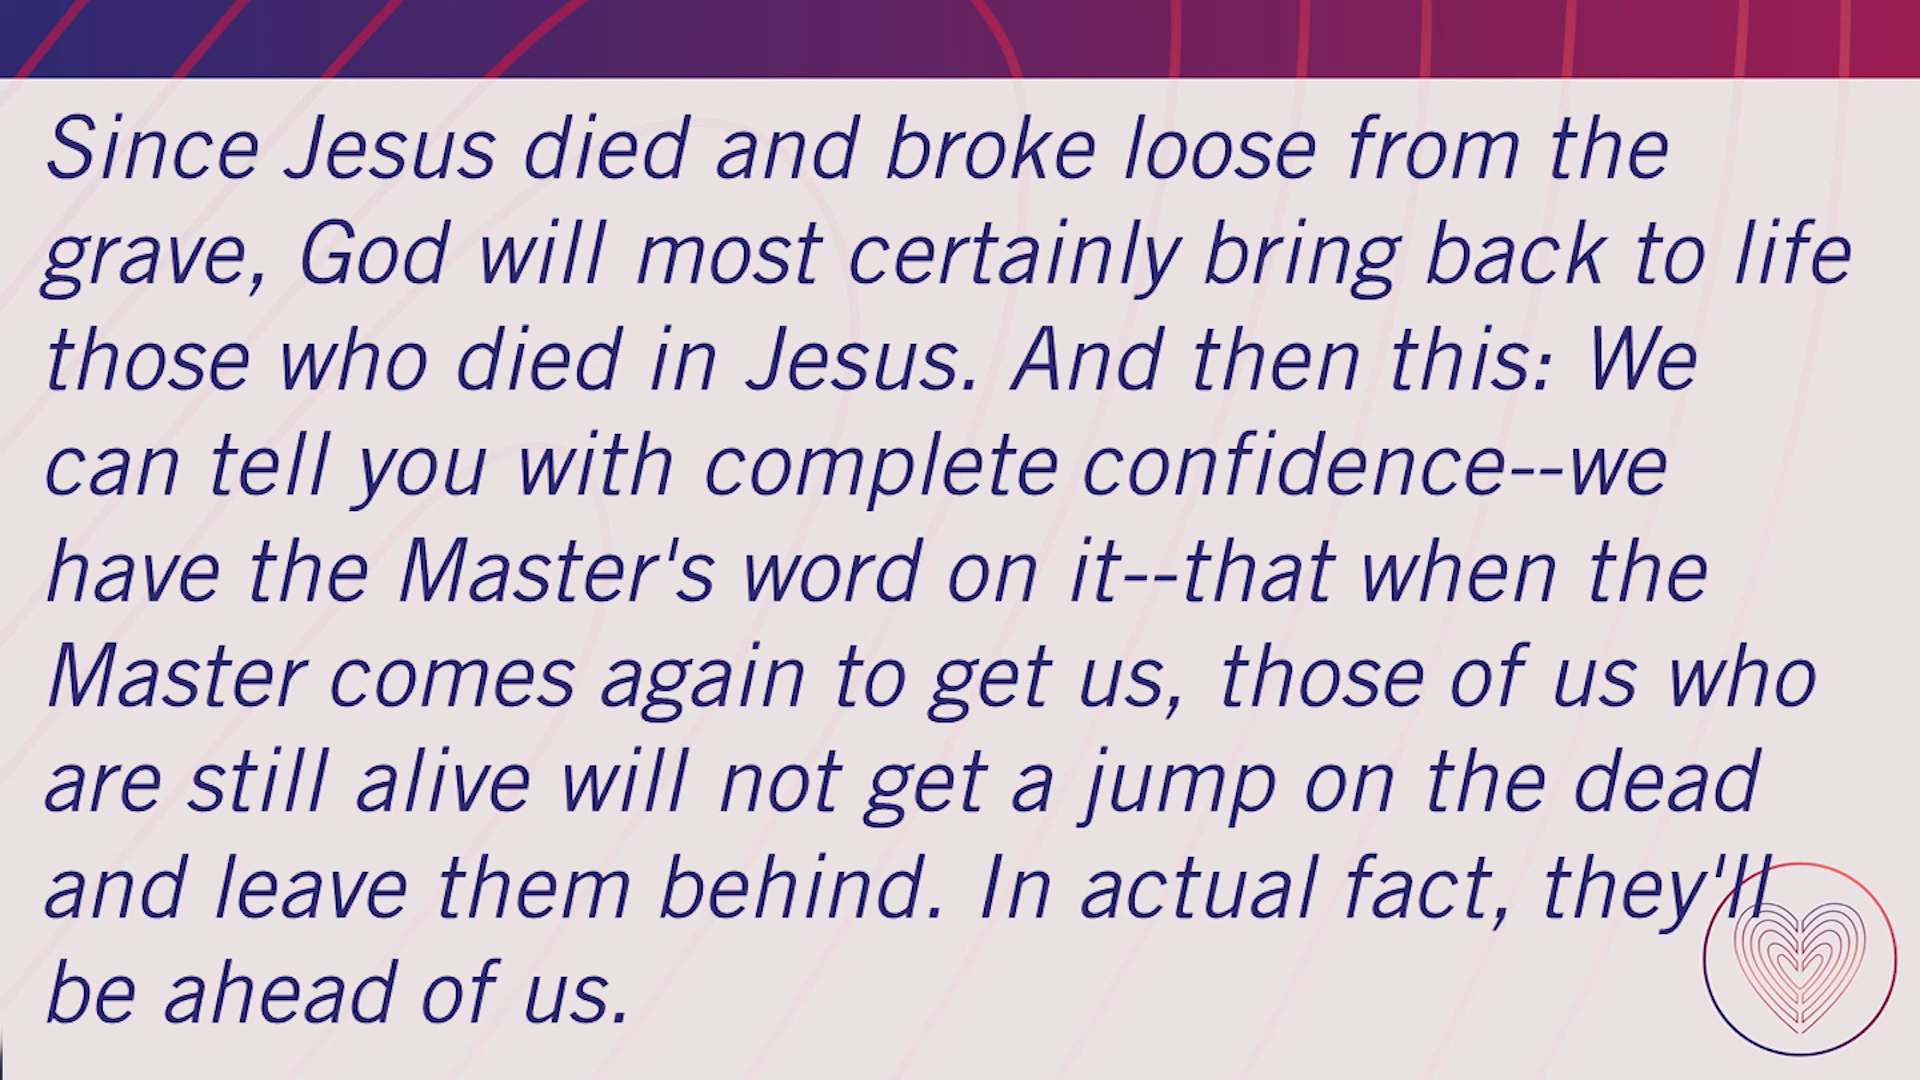 Since Jesus died and broke loose from the
grave, God will most certainly bring back to life
those who died in Jesus. And then this: We
can tell you with complete confidence--we
have the Master's word on it--that when the
Master comes again to get us, those of us who
are still alive will not get a jump on the dead
and leave them behind. In actual fact, they'll
be ahead of us.